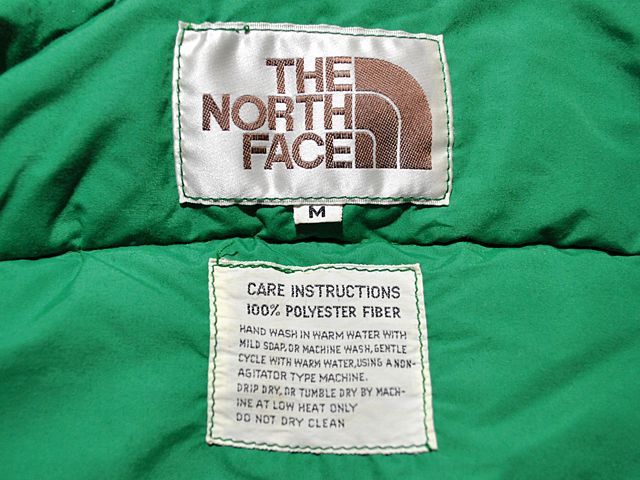 THE
NORTH
FACE
M
CARE INSTRUCTIONS
100% POLYESTER FIBER
HAND WASH IN WARM WATER WITH
MILD SOAP, OR MACHINE WASH, GENTLE
CYCLE WITH WARM WATER, USING A NON-
AGITATOR TYPE MACHINE.
DRIP DRY, OR TUMBLE DRY BY MACH-
INE AT LOW HEAT ONLY
DO NOT DRY CLEAN